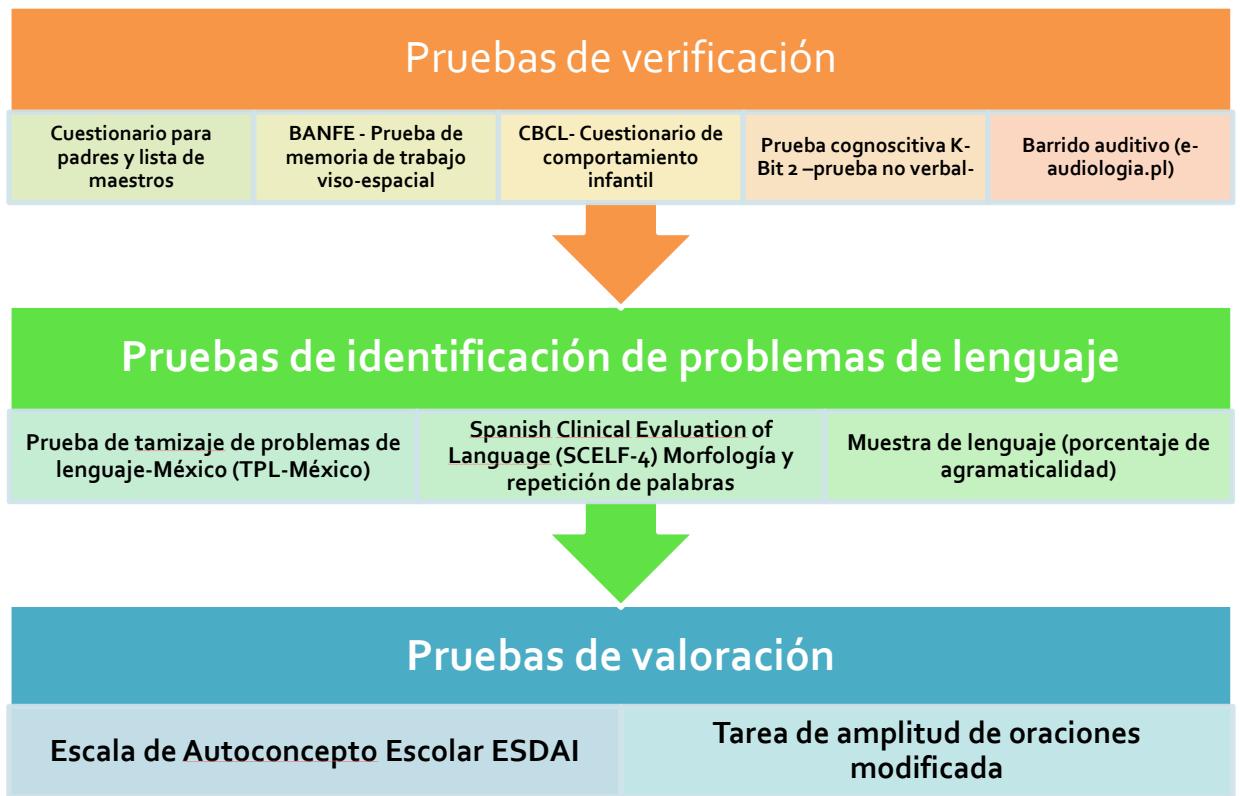 Pruebas de verificación
Cuestionario para
padres y lista de
maestros
BANFE - Prueba de
memoria de trabajo
viso-espacial
CBCL- Cuestionario de
comportamiento
infantil
Prueba cognoscitiva K-
Bit 2 –prueba no verbal-
Barrido auditivo (e-
audiologia.pl)
Pruebas de identificación de problemas de lenguaje
Prueba de tamizaje de problemas de
lenguaje-México (TPL-México)
Spanish Clinical Evaluation of
Language (SCELF-4) Morfología y
repetición de palabras
Muestra de lenguaje (porcentaje de
agramaticalidad)
Pruebas de valoración
Escala de Autoconcepto Escolar ESDAI
Tarea de amplitud de oraciones
modificada